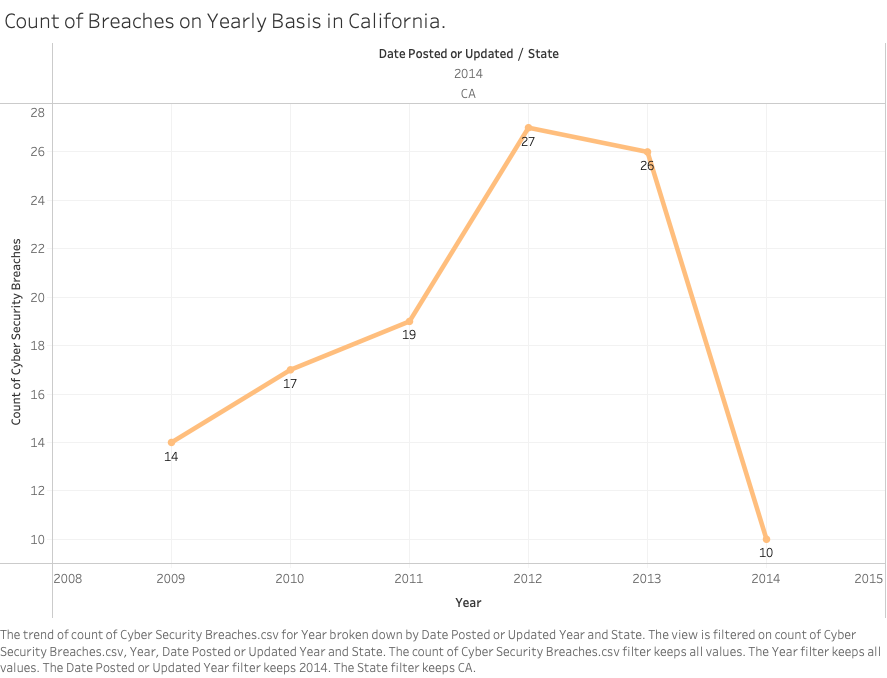 Count of Breaches on Yearly Basis in California.
Date Posted or Updated / State
2014
CA
Count of Cyber Security Breaches
28
26
24
22
20
18
16
14
12
10
27
26
19
17
14
10
2008 2009 2010 2011 2012 2013 2014 2015
Year
The trend of count of Cyber Security Breaches.csv for Year broken down by Date Posted or Updated Year and State. The view is filtered on count of Cyber
Security Breaches.csv, Year, Date Posted or Updated Year and State. The count of Cyber Security Breaches.csv filter keeps all values. The Year filter keeps all
values. The Date Posted or Updated Year filter keeps 2014. The State filter keeps CA.